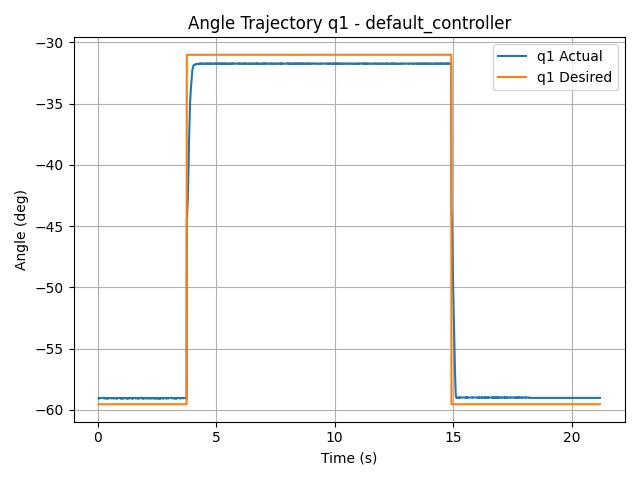 Angle Trajectory q1 - default_controller
q1 Actual
q1 Desired
−30
−35
−40
−45
−50
−55
−60
Angle (deg)
0 5 10 15 20
Time (s)